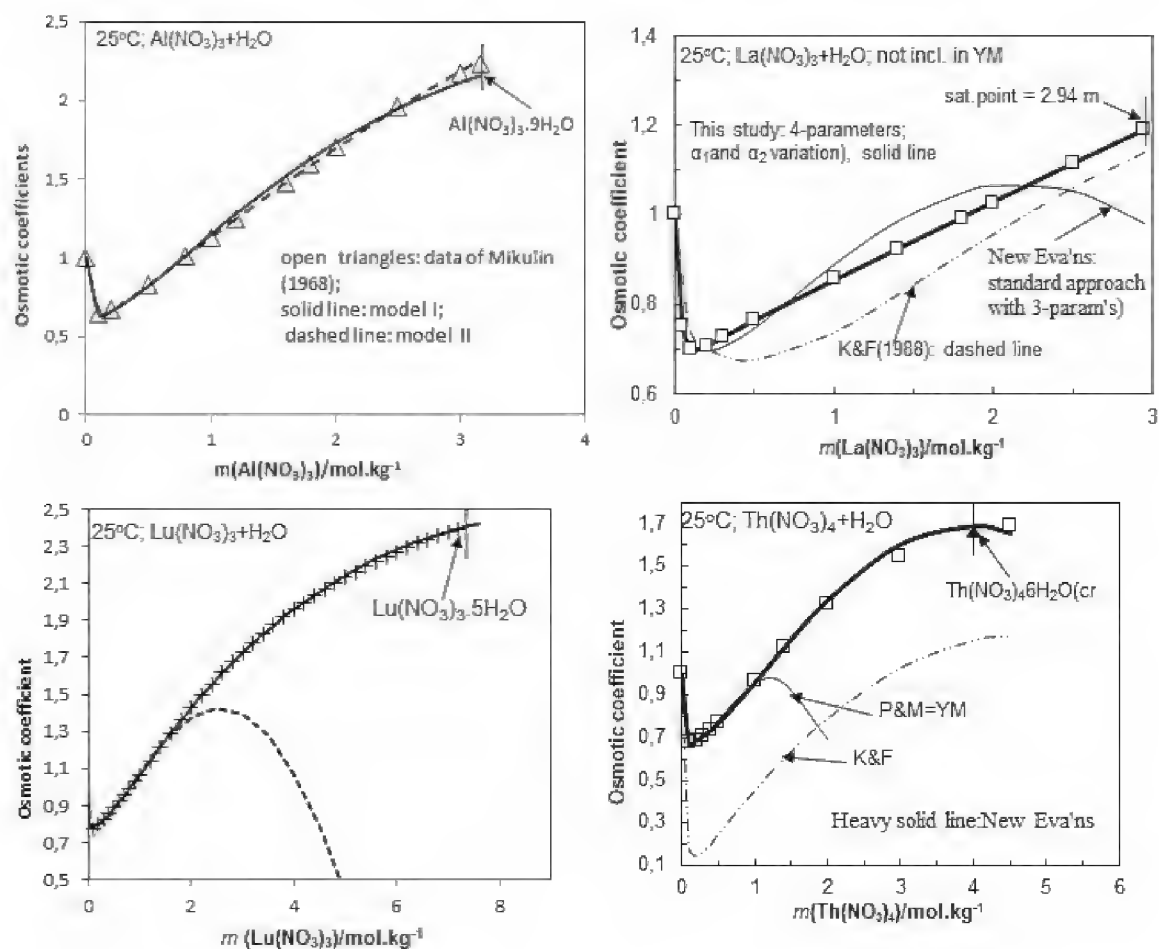 2,5
2
1,5
1
0,5
0
0
1
2
3
4
25°C; Al(NO₃)₃+H₂O
Al(NO₃)₃.9H₂O
open triangles: data of Mikulin
(1968);
solid line: model I;
dashed line: model II
Osmotic coefficients
m(Al(NO₃)₃)/mol.kg⁻¹
1,4
1,2
1
0,8
0,6
0
1
2
3
25°C; La(NO₃)₃+H₂O; not incl. in YM
sat.point = 2.94 m
This study: 4-parameters;
α₁and α₂ variation), solid line
New Eva'ns:
standard approach
with 3-param's)
K&F(1988): dashed line
Osmotic coefficient
m(La(NO₃)₃)/mol.kg⁻¹
2,5
2,3
2,1
1,9
1,7
1,5
1,3
1,1
0,9
0,7
0,5
0
2
4
6
8
25°C; Lu(NO₃)₃+H₂O
Lu(NO₃)₃.5H₂O
Osmotic coefficient
m (Lu(NO₃)₃)/mol.kg⁻¹
1,7
1,5
1,3
1,1
0,9
0,7
0,5
0,3
0,1
0
1
2
3
4
5
6
25°C; Th(NO₃)₄+H₂O
Th(NO₃)₄6H₂O(cr
P&M=YM
K&F
Heavy solid line:New Eva'ns
Osmotic coefficient
m(Th(NO₃)₄)/mol.kg⁻¹